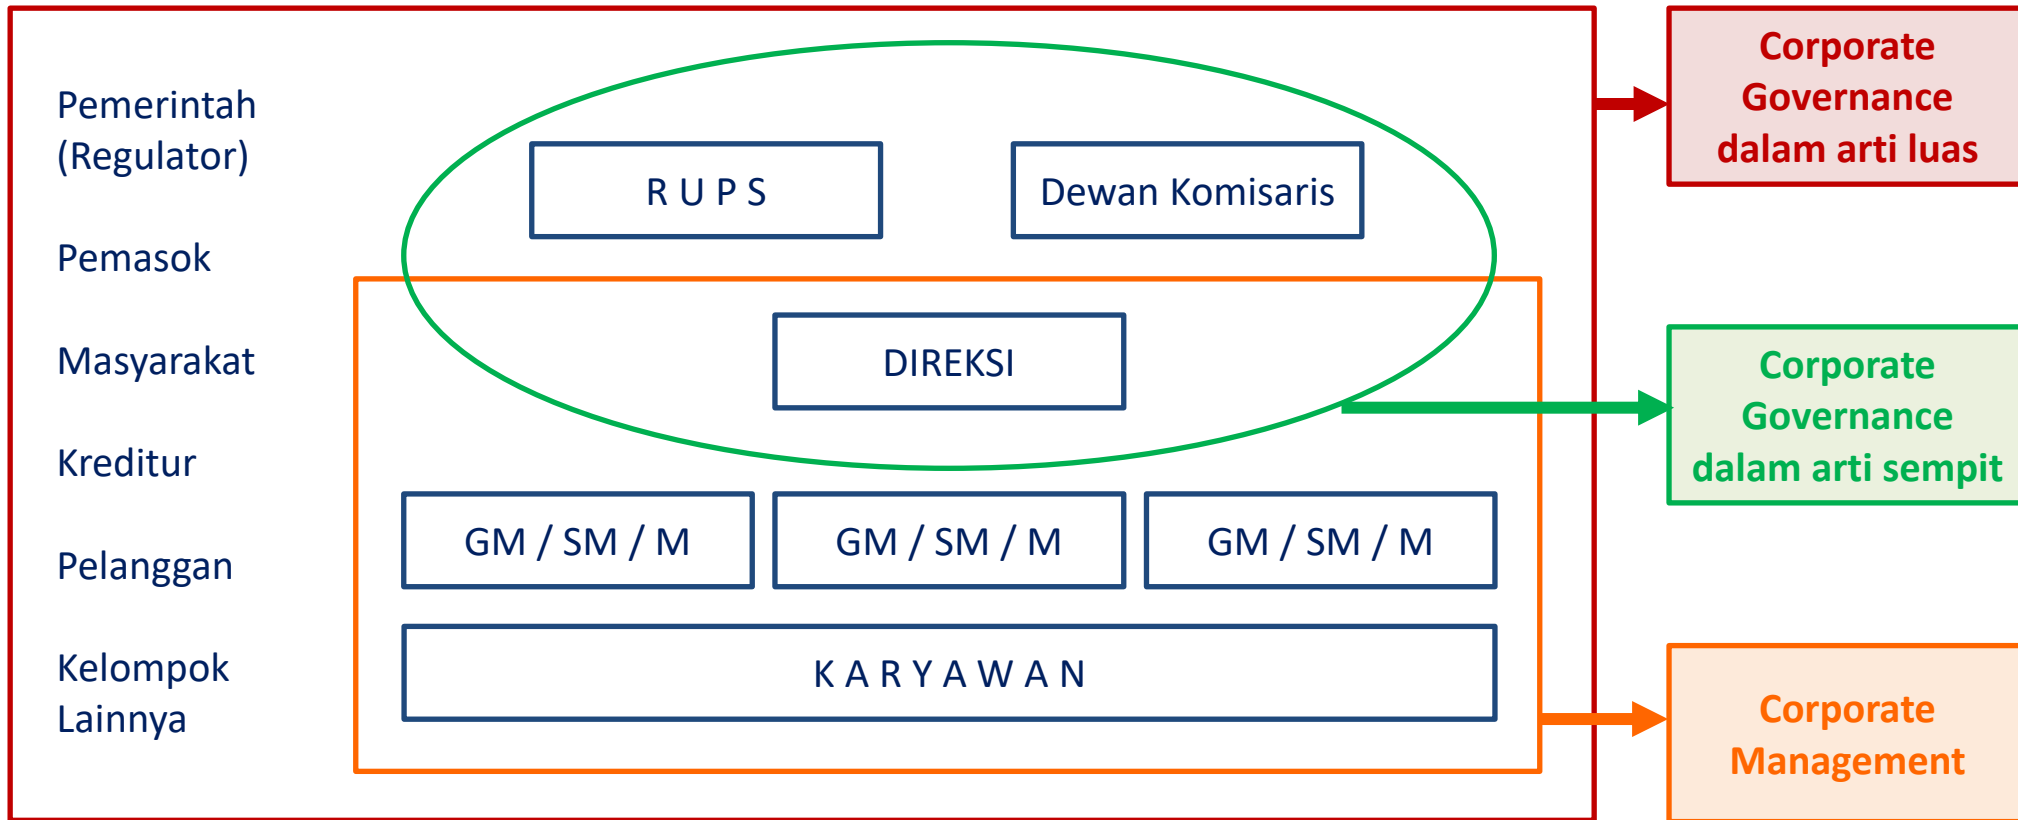 Pemerintah
(Regulator)
Pemasok
Masyarakat
Kreditur
Pelanggan
Kelompok
Lainnya
R U P S
Dewan Komisaris
DIREKSI
GM / SM / M
GM / SM / M
GM / SM / M
K A R Y A W A N
Corporate
Governance
dalam arti luas
Corporate
Governance
dalam arti sempit
Corporate
Management